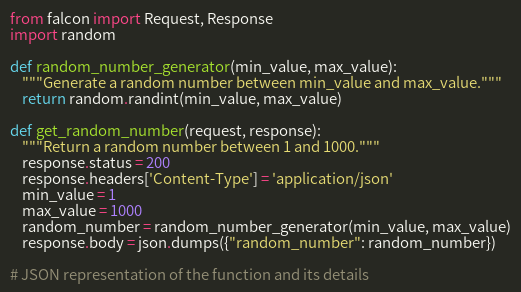 from falcon import Request, Response
import random

def random_number_generator(min_value, max_value):
    """Generate a random number between min_value and max_value."""
    return random.randint(min_value, max_value)

def get_random_number(request, response):
    """Return a random number between 1 and 1000."""
    response.status = 200
    response.headers['Content-Type'] = 'application/json'
    min_value = 1
    max_value = 1000
    random_number = random_number_generator(min_value, max_value)
    response.body = json.dumps({"random_number": random_number})

# JSON representation of the function and its details